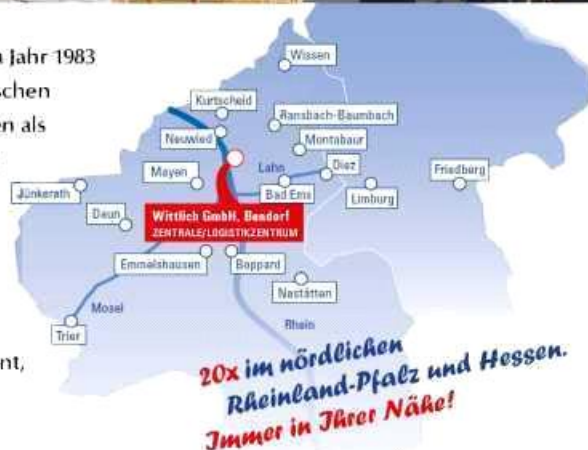 Jahr 1983
schen
en als
nt,
Wissen
Kurtscheid
Ransbach-Baumbach
Neuwied
Montabaur
Mayen
Lahn
Diez
Friedberg
Jünkerath
Bad Ems
Limburg
Daun
Wittlich GmbH, Bendorf
ZENTRALE/LOGISTIKZENTRUM
Emmelshausen
Boppard
Nastätten
Mosel
Rhein
Trier
20x im nördlichen
Rheinland-Pfalz und Hessen.
Immer in Ihrer Nähe!